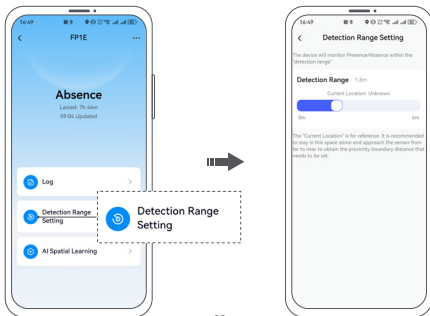 16:49
FP1E
Absence
Lasted: 7h 44m
09:04 Updated
Log
Detection Range
Setting
AI Spatial Learning
Detection Range
Setting
16:49
Detection Range Setting
The device will monitor Presence/Absence within the
"detection range"
Detection Range 1.8m
Current Location: Unknown
0m
6m
The "Current Location" is for reference. It is recommended
to stay in this space alone and approach the sensor from
far to near to obtain the proximity boundary distance that
needs to be set.